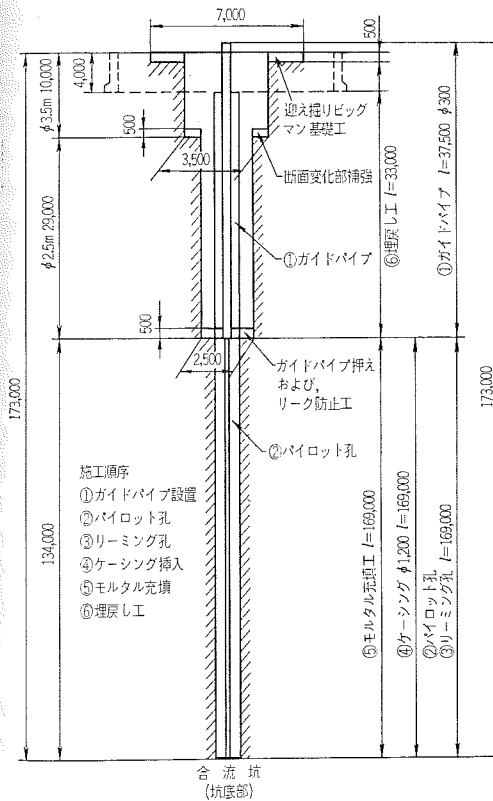 7,000
500
4,000
φ3.5m 10,000
500
3,500
迎え掘りビッグ
マン基礎工
断面変化部補強
φ2.5m 29,000
①ガイドパイプ
⑥埋戻し工 l=33,000
①ガイドパイプ l=37,500 φ300
500
2,500
ガイドパイプ押え
および,
リーク防止工
②パイロット孔
173,000
173,000
134,000
施工順序
①ガイドパイプ設置
②パイロット孔
③リーミング孔
④ケーシング挿入
⑤モルタル充填
⑥埋戻し工
⑤モルタル充填工 l=169,000
④ケーシング φ1,200 l=169,000
②パイロット孔
③リーミング孔 l=169,000
合流坑
(坑底部)